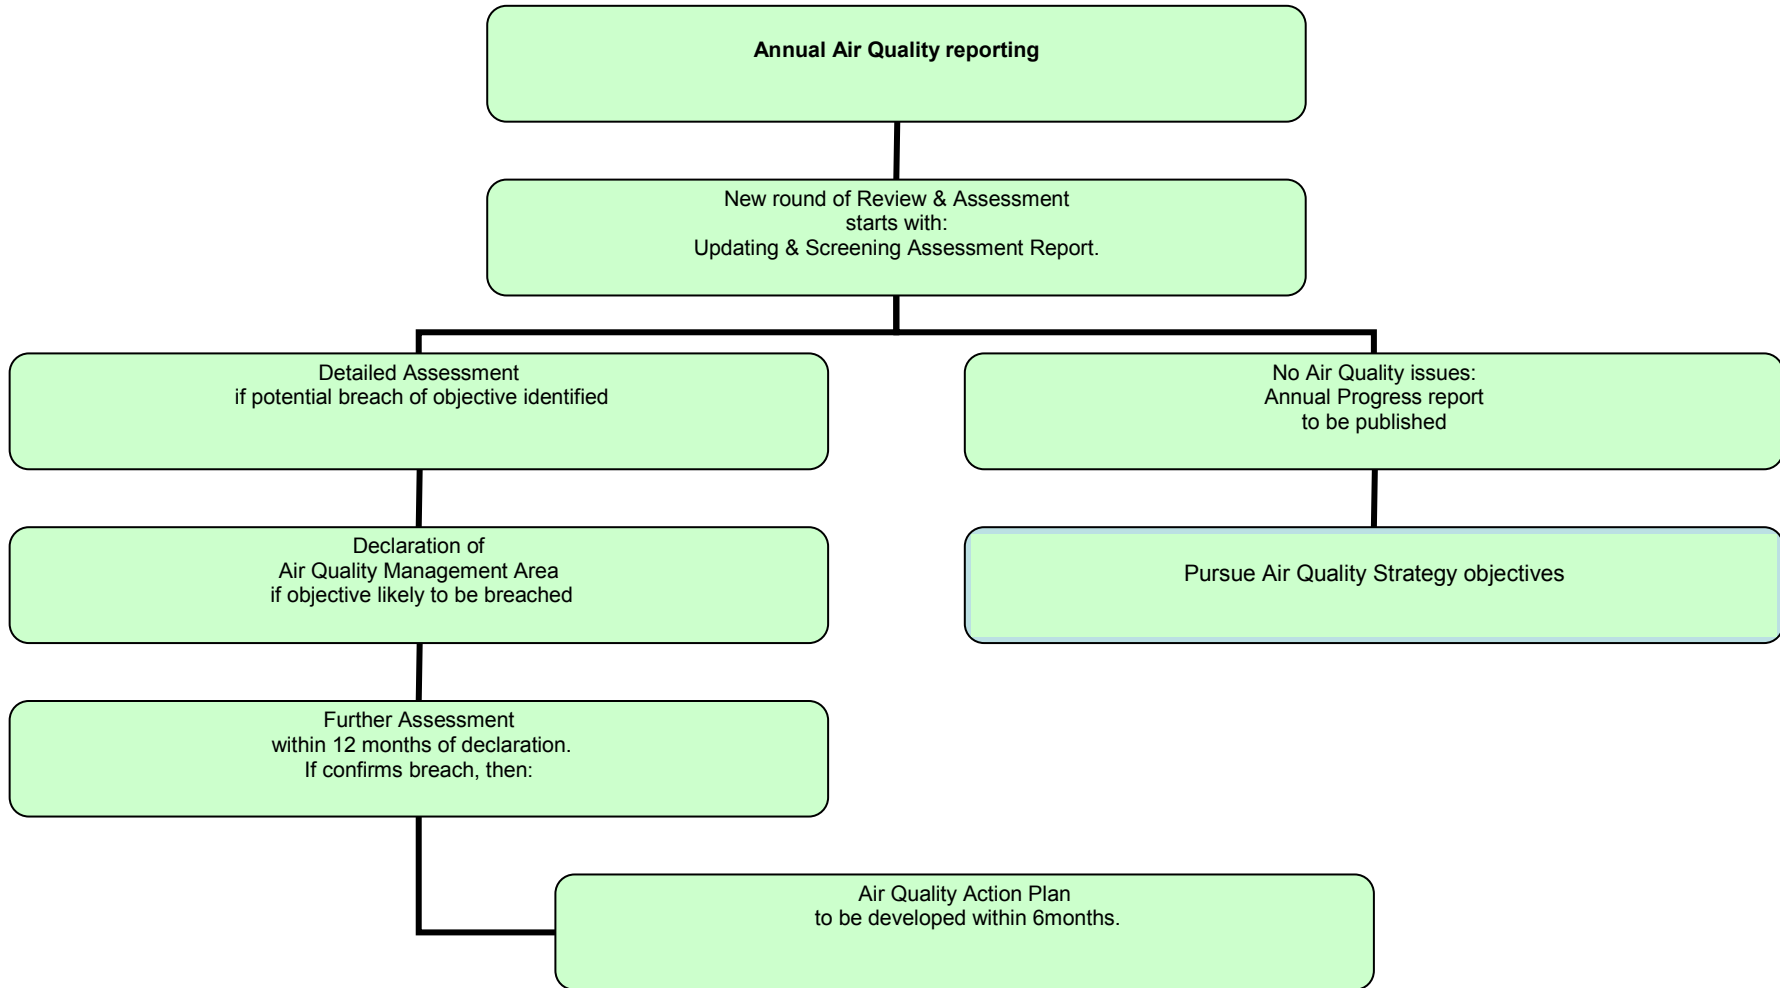 Annual Air Quality reporting
New round of Review & Assessment
starts with:
Updating & Screening Assessment Report.
Detailed Assessment
if potential breach of objective identified
No Air Quality issues:
Annual Progress report
to be published
Declaration of
Air Quality Management Area
if objective likely to be breached
Pursue Air Quality Strategy objectives
Further Assessment
within 12 months of declaration.
If confirms breach, then:
Air Quality Action Plan
to be developed within 6months.